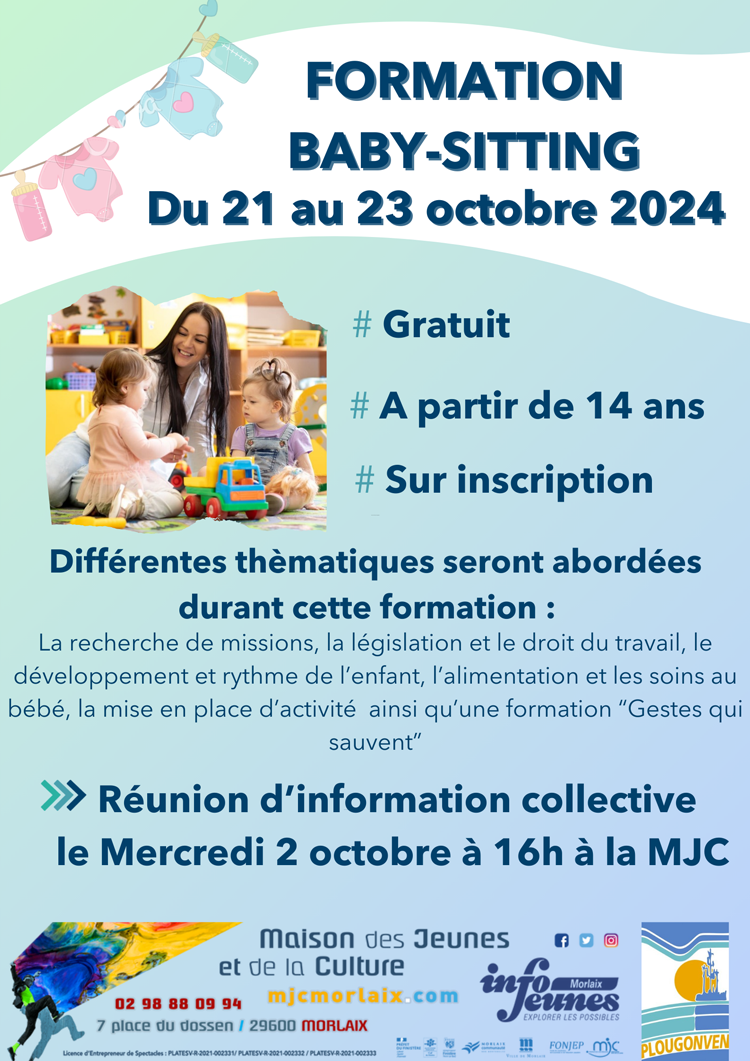 FORMATION
BABY-SITTING
Du 21 au 23 octobre 2024
# Gratuit
# A partir de 14 ans
# Sur inscription
Différentes thèmatiques seront abordées
durant cette formation :
La recherche de missions, la législation et le droit du travail, le
développement et rythme de l’enfant, l’alimentation et les soins au
bébé, la mise en place d’activité  ainsi qu’une formation “Gestes qui
sauvent”
Réunion d’information collective
le Mercredi 2 octobre à 16h à la MJC
Maison des Jeunes
et de la Culture
mjcmorlaix.com
02 98 88 09 94
7 place du dossen / 29600 MORLAIX
Licence d'Entrepreneur de Spectacles : PLATESV-R-2021-002331/ PLATESV-R-2021-002332 / PLATESV-R-2021-002333
info
Morlaix
Jeunes
EXPLORER LES POSSIBLES
FONJEP
mjc
PLOUGONVEN